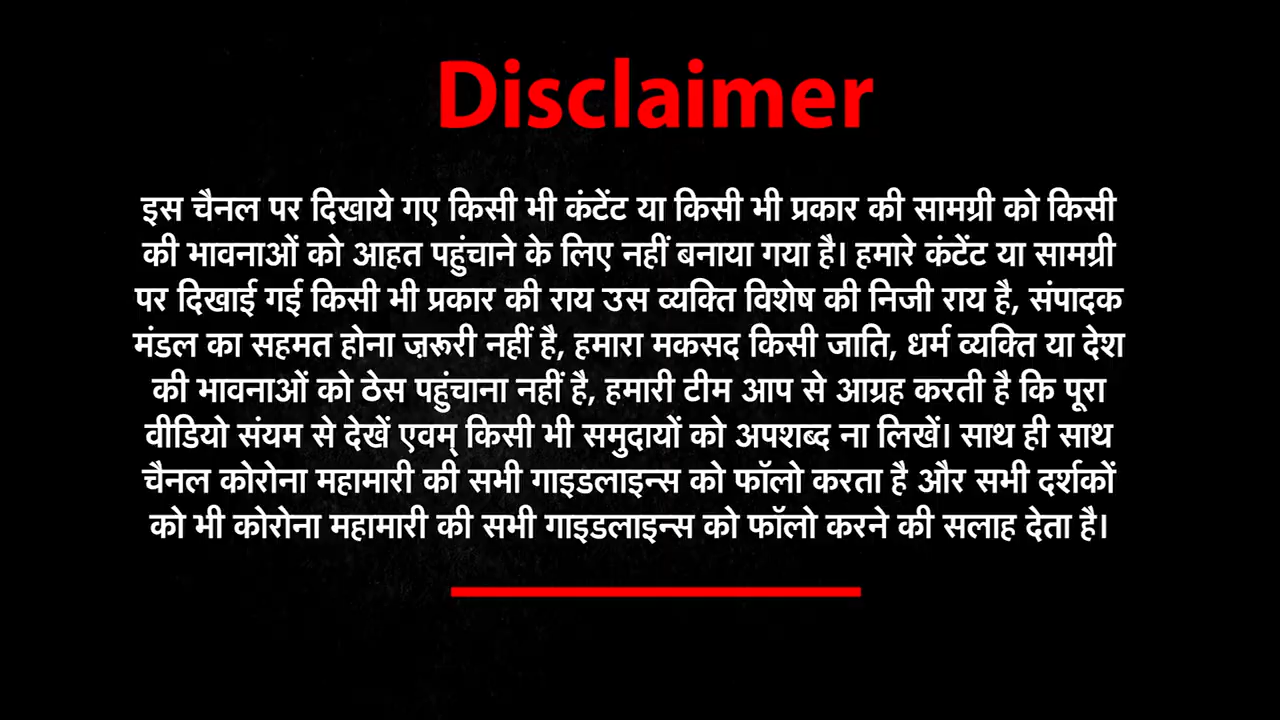 Disclaimer
इस चैनल पर दिखाये गए किसी भी कंटेंट या किसी भी प्रकार की सामग्री को किसी
की भावनाओं को आहत पहुंचाने के लिए नहीं बनाया गया है। हमारे कंटेंट या सामग्री
पर दिखाई गई किसी भी प्रकार की राय उस व्यक्ति विशेष की निजी राय है, संपादक
मंडल का सहमत होना ज़रूरी नहीं है, हमारा मकसद किसी जाति, धर्म व्यक्ति या देश
की भावनाओं को ठेस पहुंचाना नहीं है, हमारी टीम आप से आग्रह करती है कि पूरा
वीडियो संयम से देखें एवम् किसी भी समुदायों को अपशब्द ना लिखें। साथ ही साथ
चैनल कोरोना महामारी की सभी गाइडलाइन्स को फॉलो करता है और सभी दर्शकों
को भी कोरोना महामारी की सभी गाइडलाइन्स को फॉलो करने की सलाह देता है।